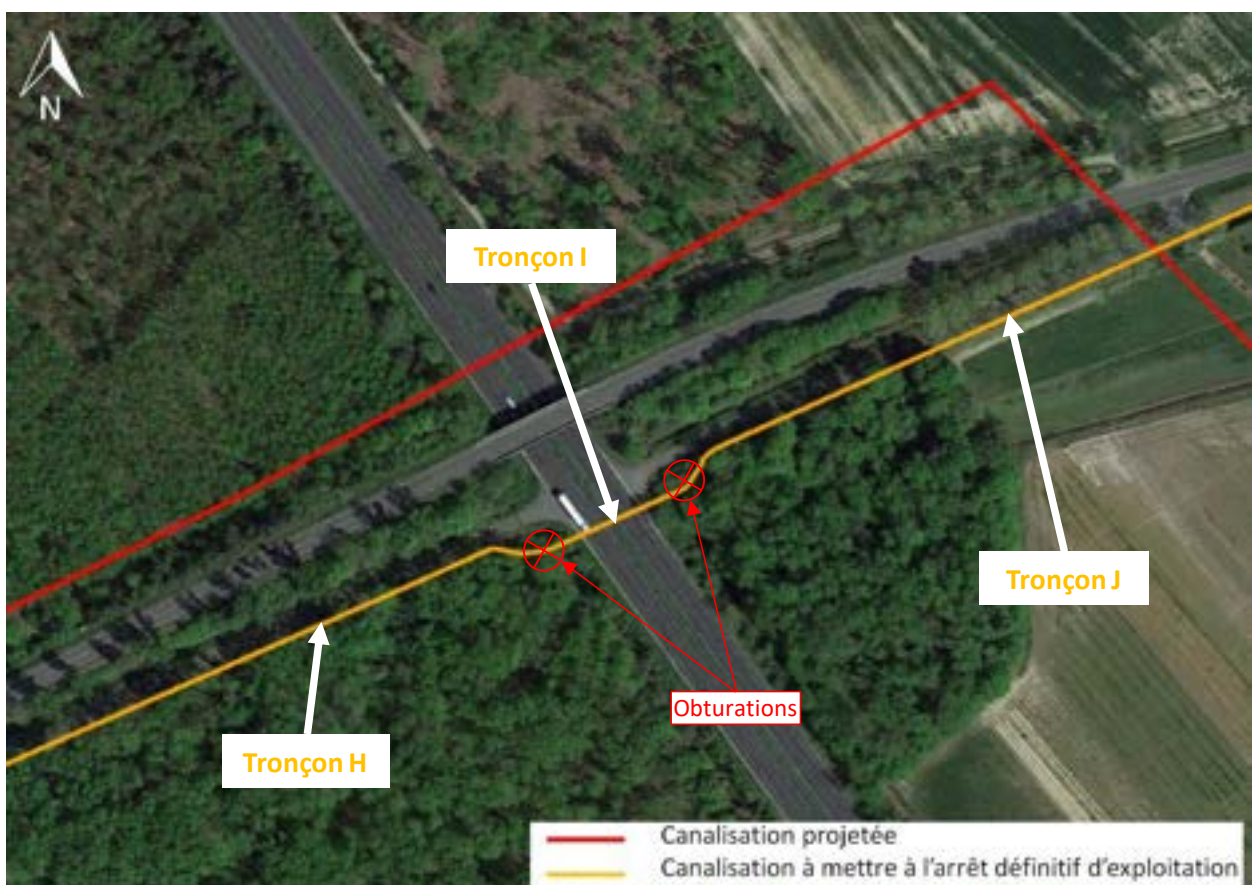 N
Tronçon I
Tronçon J
Obturations
Tronçon H
Canalisation projetée
Canalisation à mettre à l'arrêt définitif d'exploitation